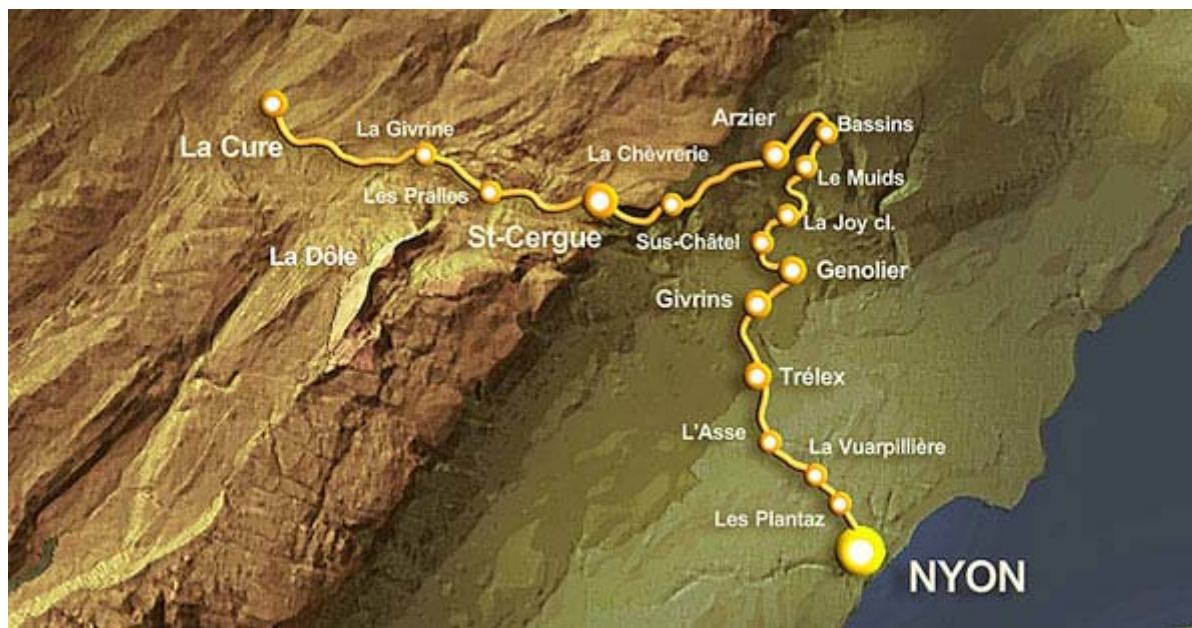 Arzier
Bassins
La Givrine
La Cure
La Chèvrerie
Le Muids
Les Pralies
La Joy cl.
St-Cergue
Sus-Châtel
La Dôle
Genolier
Givrins
Trélex
L'Asse
La Vuarpillière
Les Plantaz
NYON